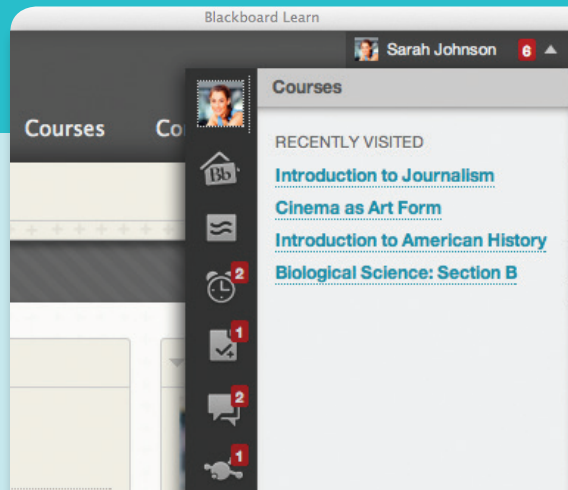 Blackboard Learn
Sarah Johnson 6
Courses
Courses Co
RECENTLY VISITED
Introduction to Journalism
Cinema as Art Form
Introduction to American History
Biological Science: Section B
Bb
2
1
2
1